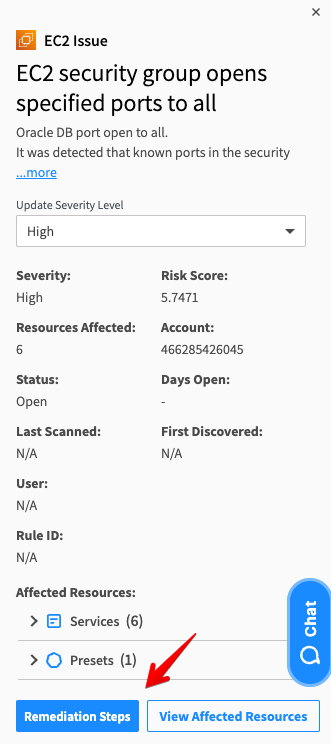 ×
EC2 Issue
EC2 security group opens
specified ports to all
Oracle DB port open to all.
It was detected that known ports in the security
...more
Update Severity Level
High
Severity: Risk Score:
High 5.7471
Resources Affected: Account:
6 466285426045
Status: Days Open:
Open -
Last Scanned: First Discovered:
N/A N/A
User:
N/A
Rule ID:
N/A
Affected Resources:
Services (6)
Presets (1)
Chat
Remediation Steps View Affected Resources